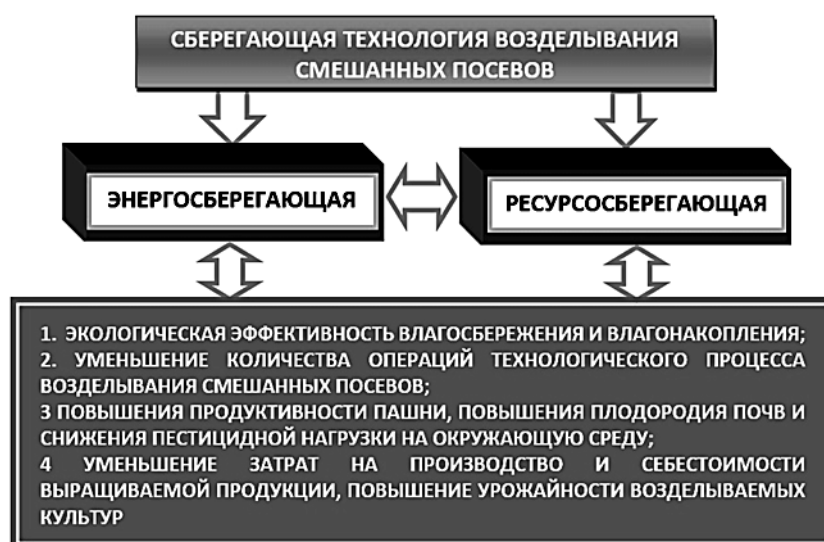 СБЕРЕГАЮЩАЯ ТЕХНОЛОГИЯ ВОЗДЕЛЫВАНИЯ
СМЕШАННЫХ ПОСЕВОВ
ЭНЕРГОСБЕРЕГАЮЩАЯ
РЕСУРСОСБЕРЕГАЮЩАЯ
1. ЭКОЛОГИЧЕСКАЯ ЭФФЕКТИВНОСТЬ ВЛАГОСБЕРЕЖЕНИЯ И ВЛАГОНАКОПЛЕНИЯ;
2. УМЕНЬШЕНИЕ КОЛИЧЕСТВА ОПЕРАЦИЙ ТЕХНОЛОГИЧЕСКОГО ПРОЦЕССА
ВОЗДЕЛЫВАНИЯ СМЕШАННЫХ ПОСЕВОВ;
3 ПОВЫШЕНИЯ ПРОДУКТИВНОСТИ ПАШНИ, ПОВЫШЕНИЯ ПЛОДОРОДИЯ ПОЧВ И
СНИЖЕНИЯ ПЕСТИЦИДНОЙ НАГРУЗКИ НА ОКРУЖАЮЩУЮ СРЕДУ;
4 УМЕНЬШЕНИЕ ЗАТРАТ НА ПРОИЗВОДСТВО И СЕБЕСТОИМОСТИ
ВЫРАЩИВАЕМОЙ ПРОДУКЦИИ, ПОВЫШЕНИЕ УРОЖАЙНОСТИ ВОЗДЕЛЫВАЕМЫХ
КУЛЬТУР